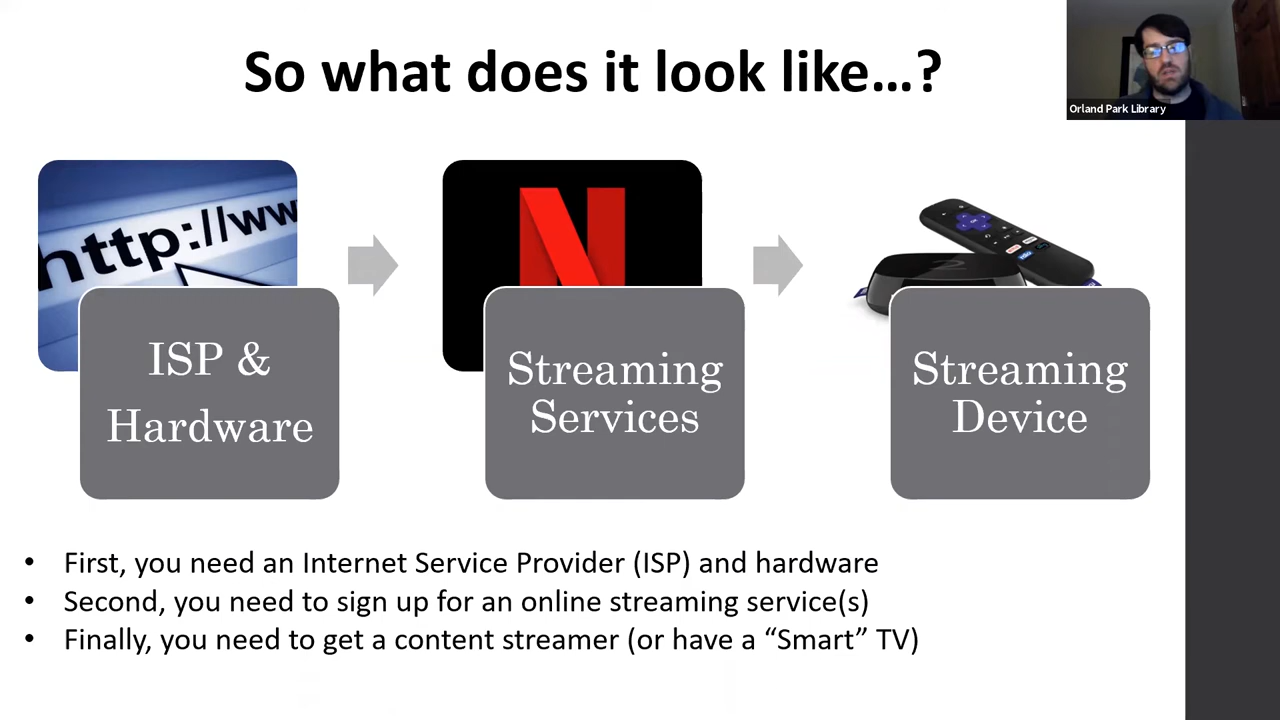 So what does it look like…?
Orland Park Library
http://ww
N
ISP &
Hardware
Streaming
Services
Streaming
Device
• First, you need an Internet Service Provider (ISP) and hardware
• Second, you need to sign up for an online streaming service(s)
• Finally, you need to get a content streamer (or have a “Smart” TV)